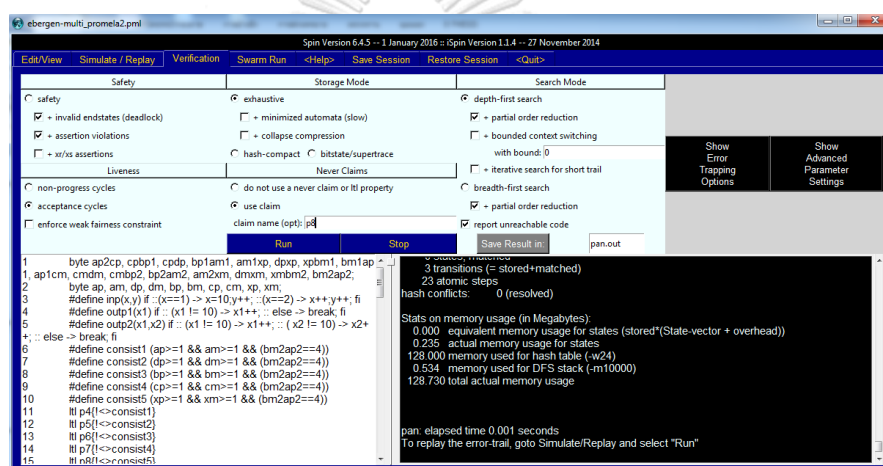 ebergen-multi_promela2.pml
Spin Version 6.4.5 -- 1 January 2016 :: iSpin Version 1.1.4 -- 27 November 2014
Edit/View Simulate / Replay Verification Swarm Run <Help> Save Session Restore Session <Quit>
Safety Storage Mode Search Mode
safety exhaustive depth-first search
+ invalid endstates (deadlock) + minimized automata (slow) + partial order reduction
+ assertion violations + collapse compression + bounded context switching
+ xr/xs assertions hash-compact bitstate/supertrace with bound: 0
Liveness Never Claims + iterative search for short trail
non-progress cycles do not use a never claim or ltl property breadth-first search
acceptance cycles use claim + partial order reduction
enforce weak fairness constraint claim name (opt): p8 report unreachable code
Run Stop Save Result in: pan.out
Show Error Trapping Options
Show Advanced Parameter Settings
1 byte ap2cp, cpbp1, cpdp, bp1am1, am1xp, dpxp, xpbm1, bm1ap
1, ap1cm, cmdm, cmbp2, bp2am2, am2xm, dmxm, xmbm2, bm2ap2;
2 byte ap, am, dp, dm, bp, bm, cp, cm, xp, xm;
3 #define inp(x,y) if ::(x==1) -> x=10;y++; ::(x==2) -> x++;y++; fi
4 #define outp1(x1) if :: (x1 != 10) -> x1++; :: else -> break; fi
5 #define outp2(x1,x2) if :: (x1 != 10) -> x1++; :: ( x2 != 10) -> x2+
+; :: else -> break; fi
6 #define consist1 (ap>=1 && am>=1 && (bm2ap2==4))
7 #define consist2 (dp>=1 && dm>=1 && (bm2ap2==4))
8 #define consist3 (bp>=1 && bm>=1 && (bm2ap2==4))
9 #define consist4 (cp>=1 && cm>=1 && (bm2ap2==4))
10 #define consist5 (xp>=1 && xm>=1 && (bm2ap2==4))
11 ltl p4{!<>consist1}
12 ltl p5{!<>consist2}
13 ltl p6{!<>consist3}
14 ltl p7{!<>consist4}
15 ltl p8{!<>consist5}
0 states, matched
3 transitions (= stored+matched)
23 atomic steps
hash conflicts: 0 (resolved)
Stats on memory usage (in Megabytes):
0.000 equivalent memory usage for states (stored*(State-vector + overhead))
0.235 actual memory usage for states
128.000 memory used for hash table (-w24)
0.534 memory used for DFS stack (-m10000)
128.730 total actual memory usage
pan: elapsed time 0.001 seconds
To replay the error-trail, goto Simulate/Replay and select "Run"